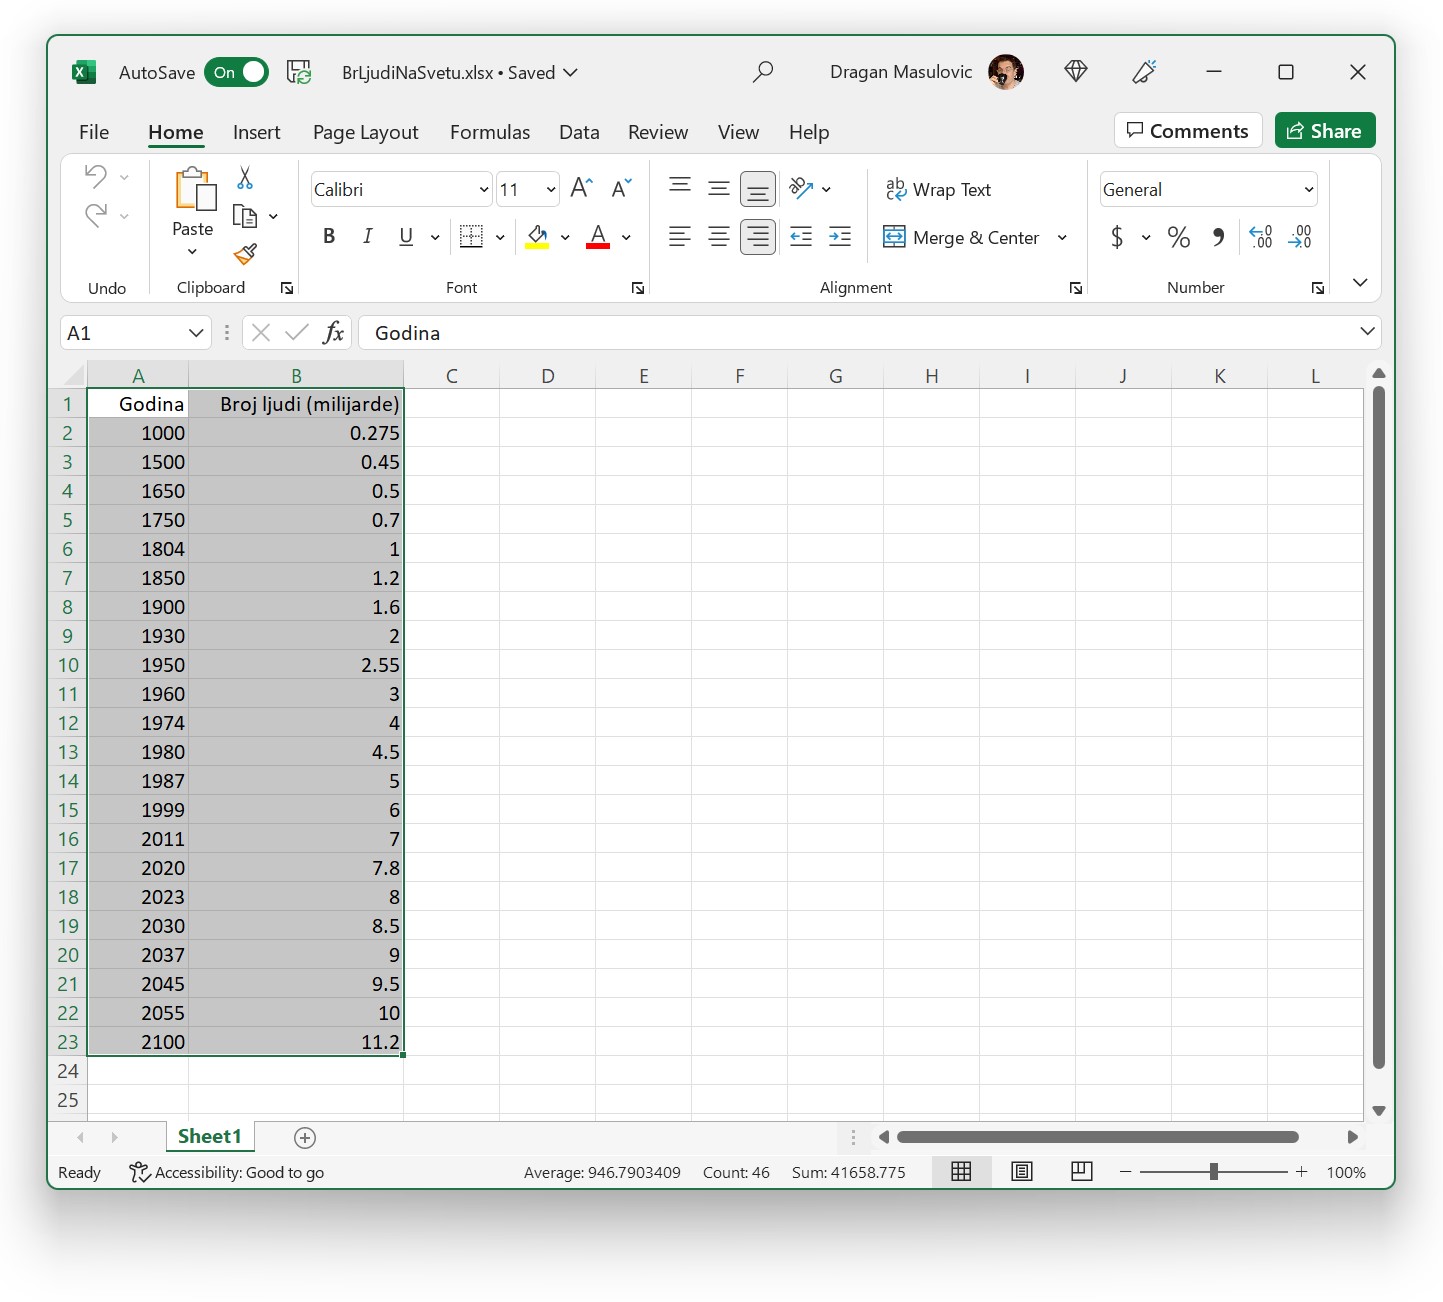 AutoSave On BrLjudiNaSvetu.xlsx • Saved Dragan Masulovic
File Home Insert Page Layout Formulas Data Review View Help Comments Share
Calibri 11 A A ab Wrap Text General
Paste B I U A ab c Merge & Center $ % 9 .00 .0
Undo Clipboard Font Alignment Number
A1 fx Godina
A B C D E F G H I J K L
1 Godina Broj ljudi (milijarde)
2 1000 0.275
3 1500 0.45
4 1650 0.5
5 1750 0.7
6 1804 1
7 1850 1.2
8 1900 1.6
9 1930 2
10 1950 2.55
11 1960 3
12 1974 4
13 1980 4.5
14 1987 5
15 1999 6
16 2011 7
17 2020 7.8
18 2023 8
19 2030 8.5
20 2037 9
21 2045 9.5
22 2055 10
23 2100 11.2
24
25
Sheet1
Ready Accessibility: Good to go Average: 946.7903409 Count: 46 Sum: 41658.775 100%